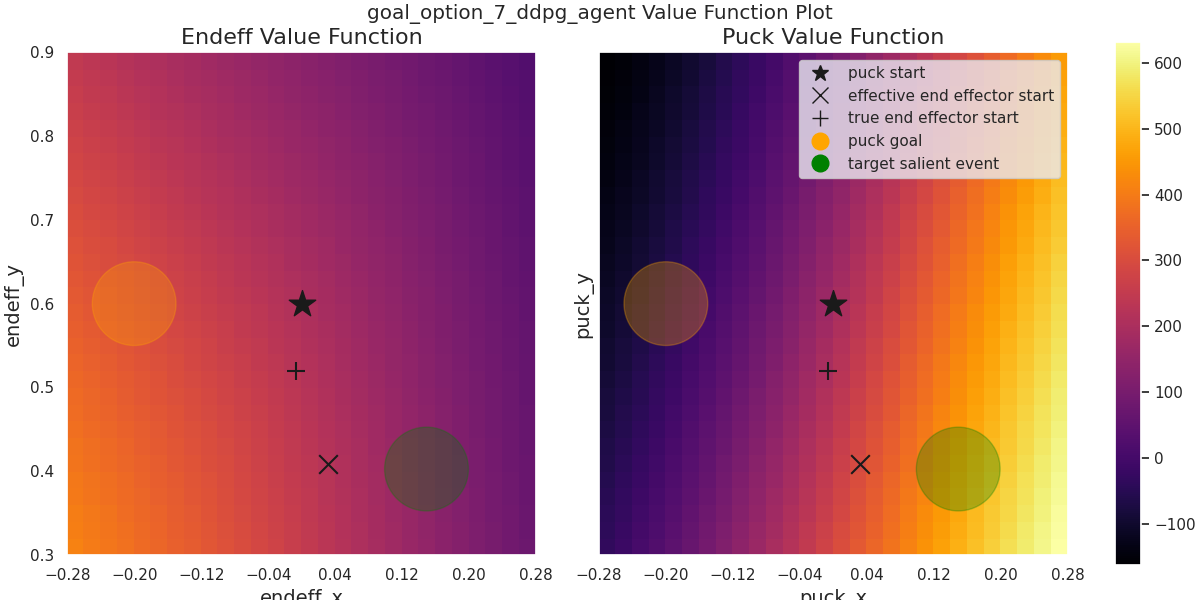 goal_option_7_ddpg_agent Value Function Plot
Endeff Value Function
endeff_y
0.9
0.8
0.7
0.6
0.5
0.4
0.3
−0.28 −0.20 −0.12 −0.04 0.04 0.12 0.20 0.28
endeff_x
Puck Value Function
puck_y
puck start
effective end effector start
true end effector start
puck goal
target salient event
−0.28 −0.20 −0.12 −0.04 0.04 0.12 0.20 0.28
puck_x
600
500
400
300
200
100
0
−100